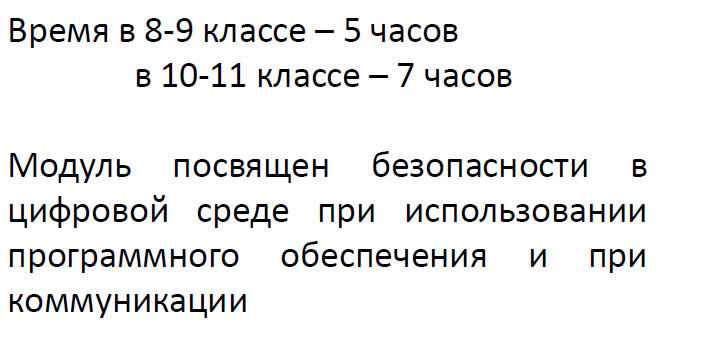 Время в 8-9 классе – 5 часов
в 10-11 классе – 7 часов
Модуль посвящен безопасности в
цифровой среде при использовании
программного обеспечения и при
коммуникации